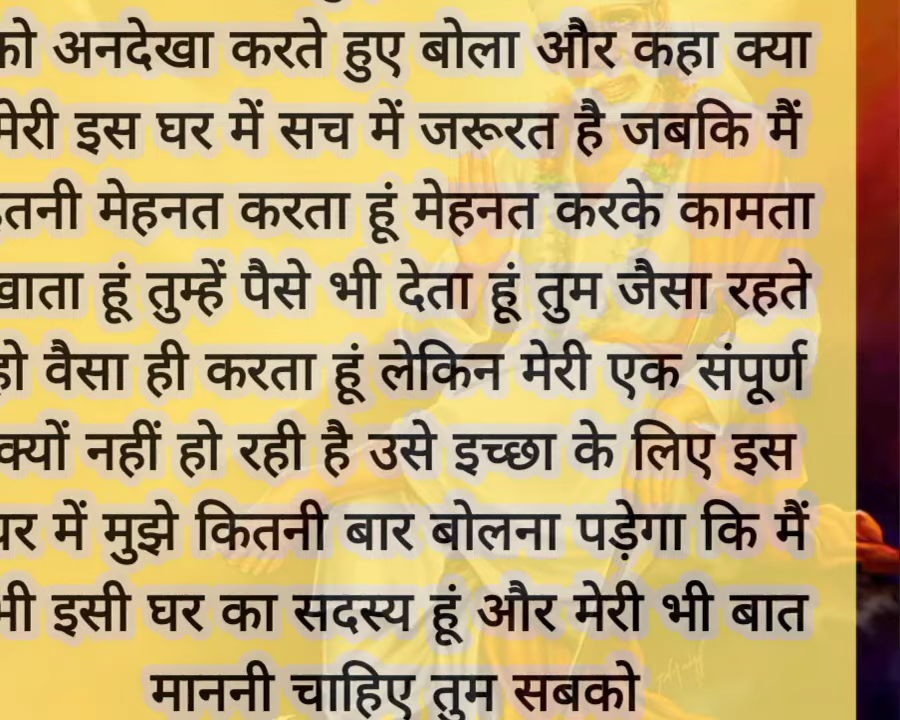 को अनदेखा करते हुए बोला और कहा क्या
मेरी इस घर में सच में जरूरत है जबकि मैं
इतनी मेहनत करता हूं मेहनत करके कामता
खाता हूं तुम्हें पैसे भी देता हूं तुम जैसा रहते
हो वैसा ही करता हूं लेकिन मेरी एक संपूर्ण
क्यों नहीं हो रही है उसे इच्छा के लिए इस
घर में मुझे कितनी बार बोलना पड़ेगा कि मैं
भी इसी घर का सदस्य हूं और मेरी भी बात
माननी चाहिए तुम सबको